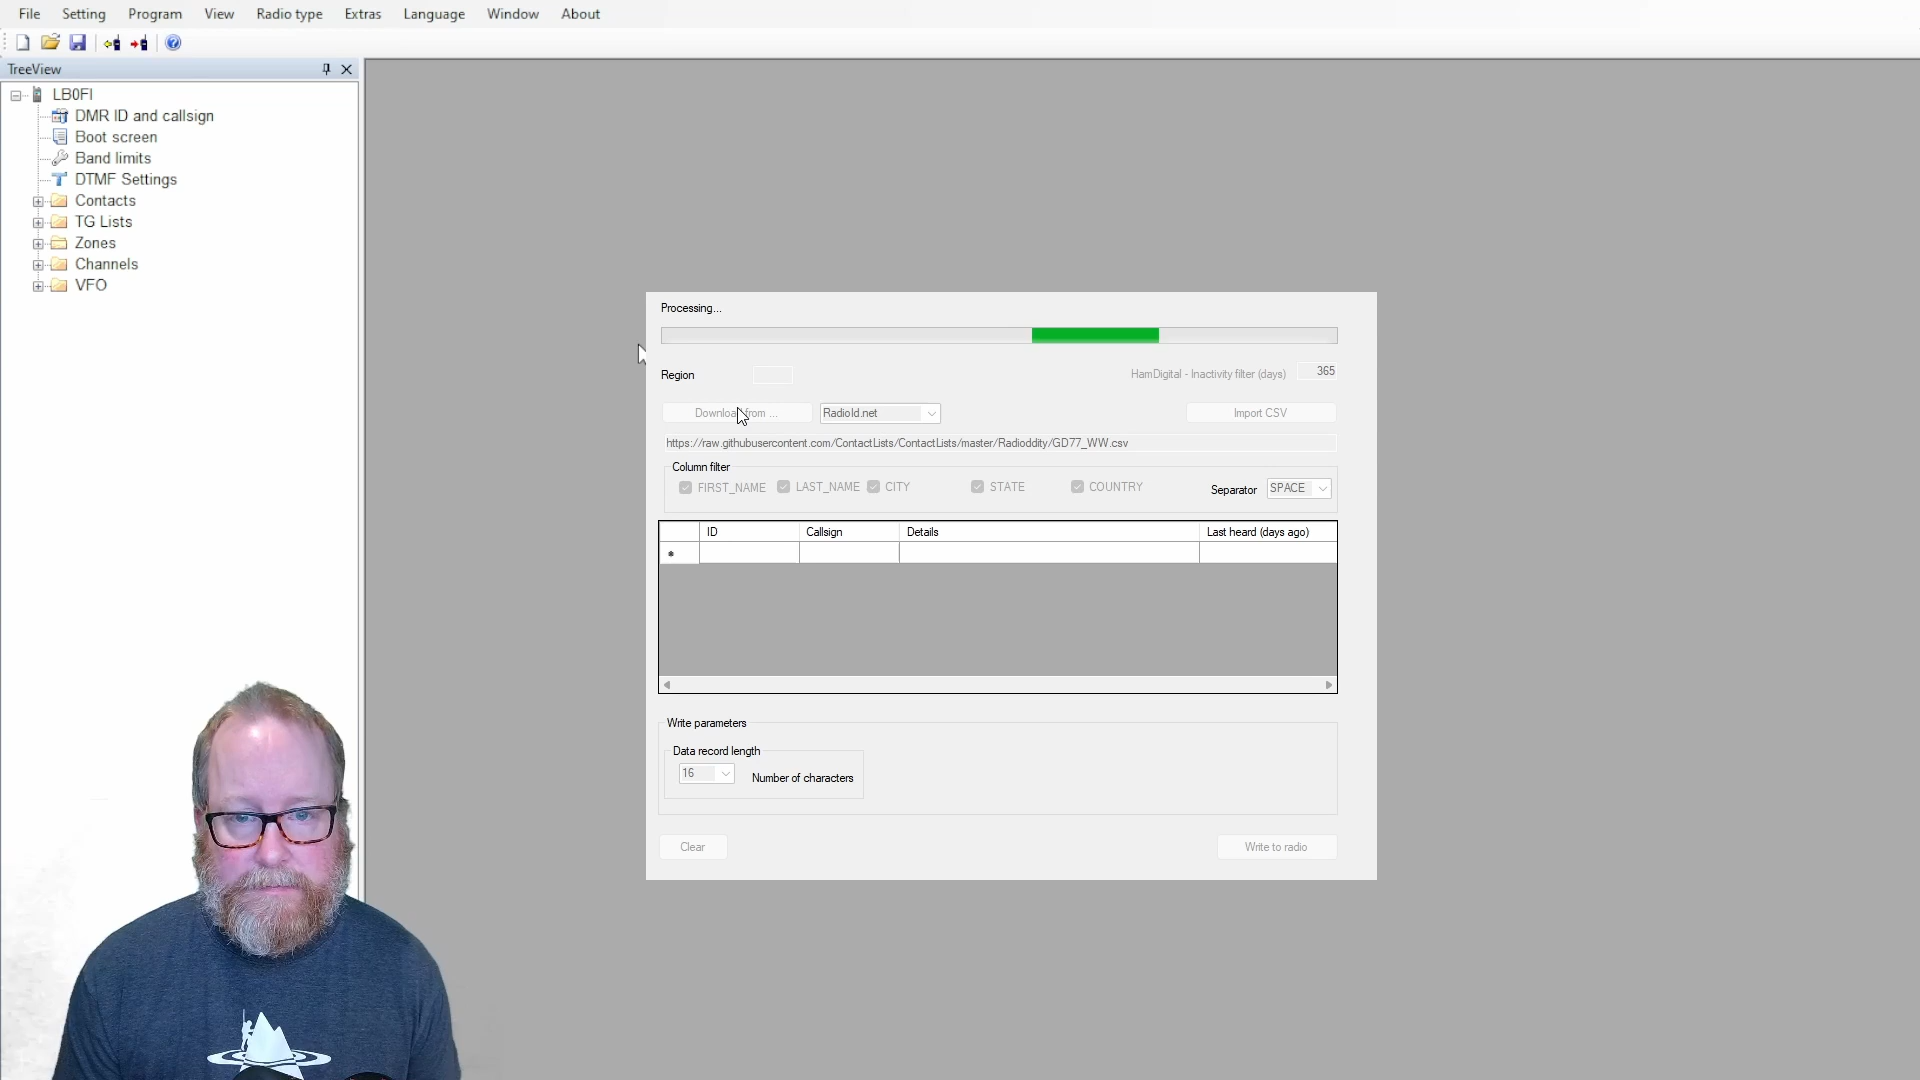 File Setting Program View Radio type Extras Language Window About
TreeView
LB0FI
DMR ID and callsign
Boot screen
Band limits
DTMF Settings
Contacts
TG Lists
Zones
Channels
VFO
Processing...
Region
HamDigital - Inactivity filter (days) 365
Download from ... RadioId.net Import CSV
https://raw.githubusercontent.com/ContactLists/ContactLists/master/Radioddity/GD77_WW.csv
Column filter
FIRST_NAME LAST_NAME CITY STATE COUNTRY Separator SPACE
ID Callsign Details Last heard (days ago)
Write parameters
Data record length
16 Number of characters
Clear Write to radio